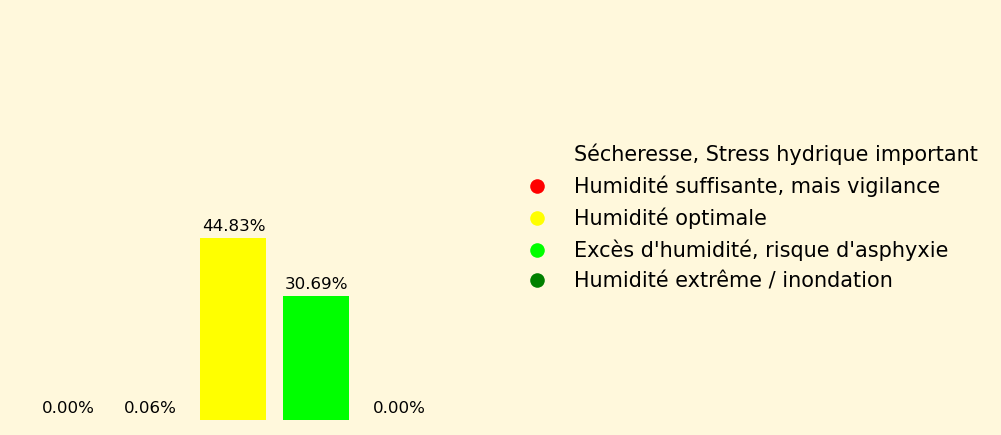 Sécheresse, Stress hydrique important
Humidité suffisante, mais vigilance
Humidité optimale
Excès d'humidité, risque d'asphyxie
Humidité extrême / inondation
44.83%
30.69%
0.00%
0.06%
0.00%